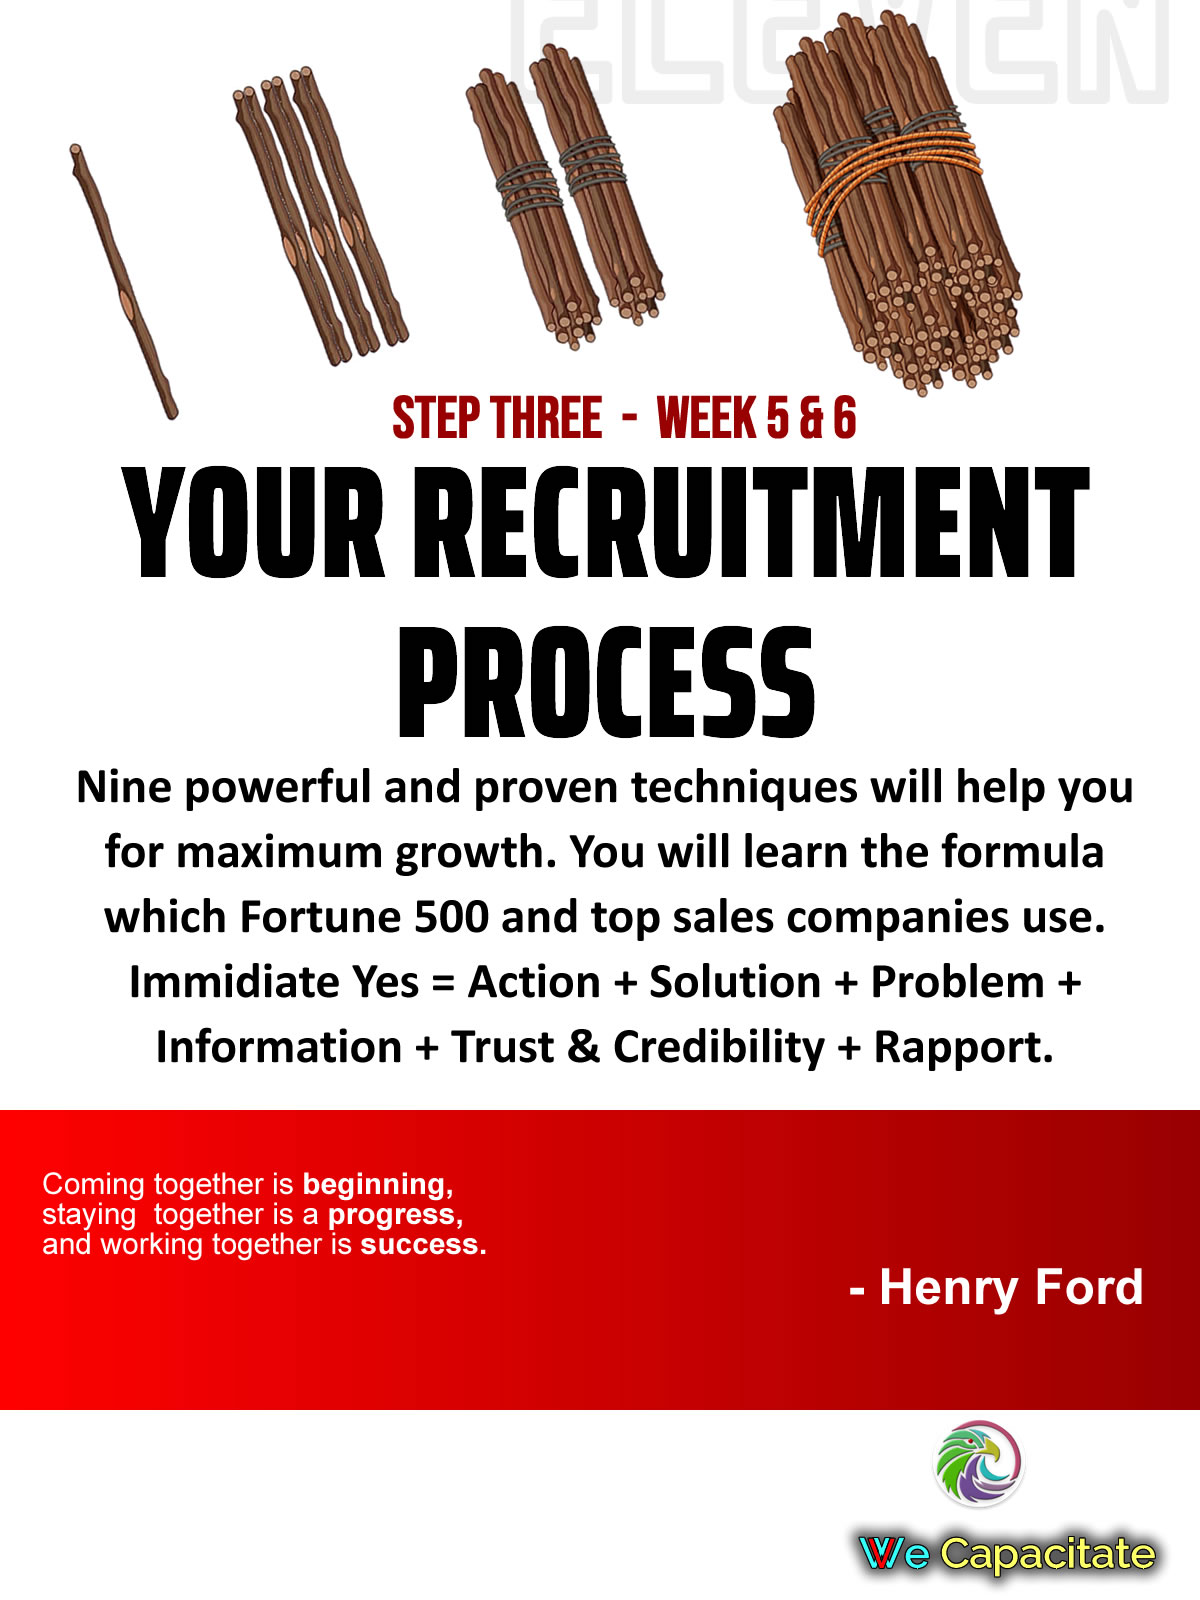 ELEVEN
STEP THREE - WEEK 5 & 6
YOUR RECRUITMENT
PROCESS
Nine powerful and proven techniques will help you
for maximum growth. You will learn the formula
which Fortune 500 and top sales companies use.
Immidiate Yes = Action + Solution + Problem +
Information + Trust & Credibility + Rapport.
Coming together is beginning,
staying together is a progress,
and working together is success.
- Henry Ford
We Capacitate